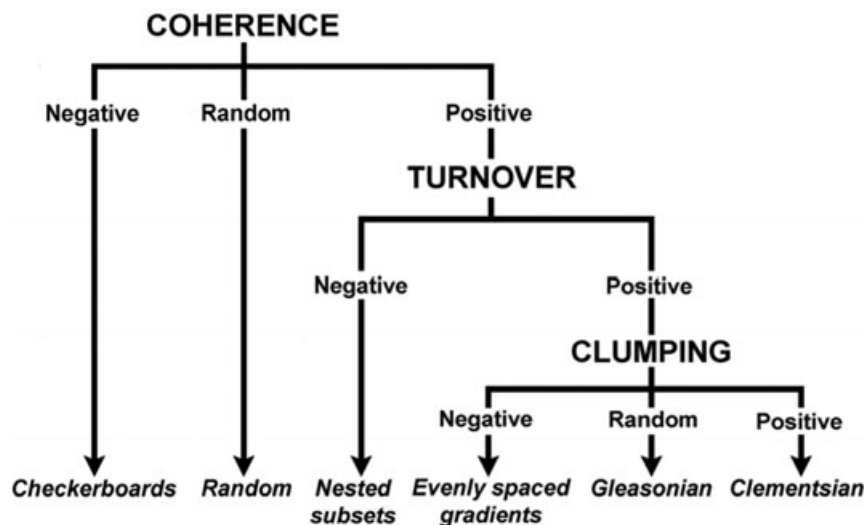 COHERENCE
Negative Random Positive
TURNOVER
Negative Positive
CLUMPING
Negative Random Positive
Checkerboards Random Nested subsets Evenly spaced gradients Gleasonian Clementsian